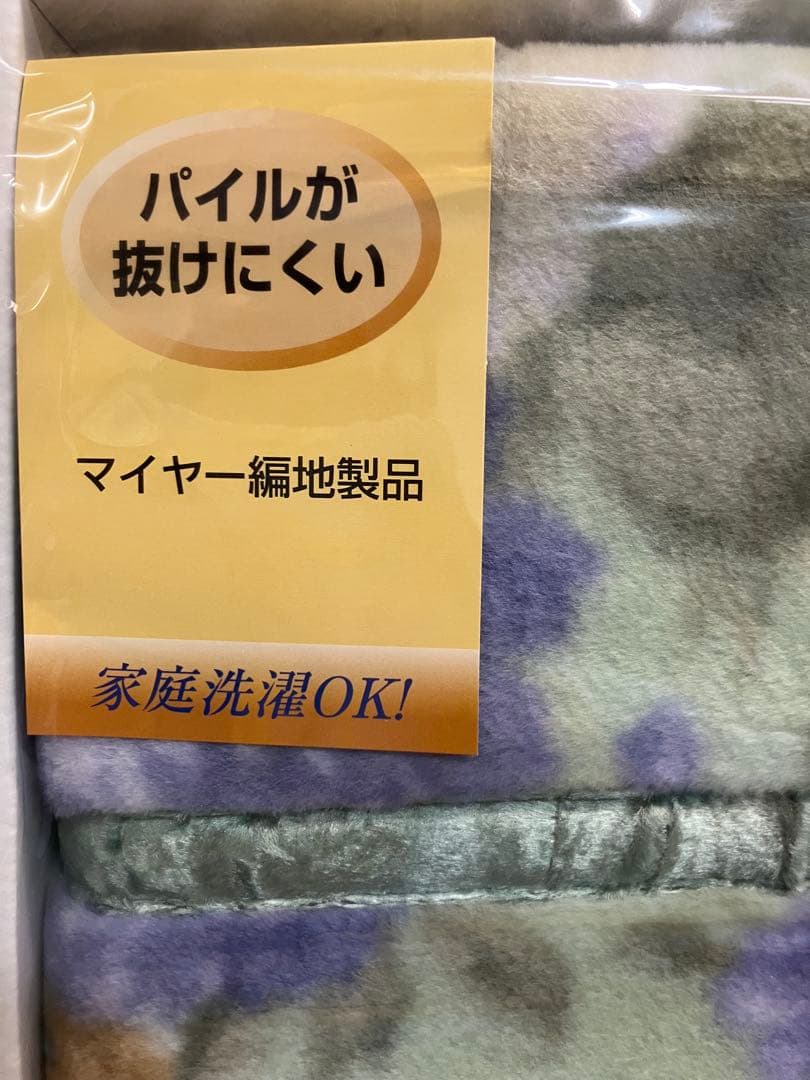 パイルが
抜けにくい
マイヤー編地製品
家庭洗濯OK!